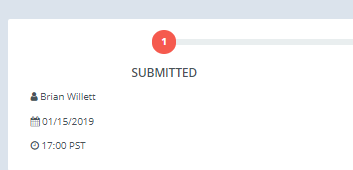 1
SUBMITTED
Brian Willett
01/15/2019
17:00 PST